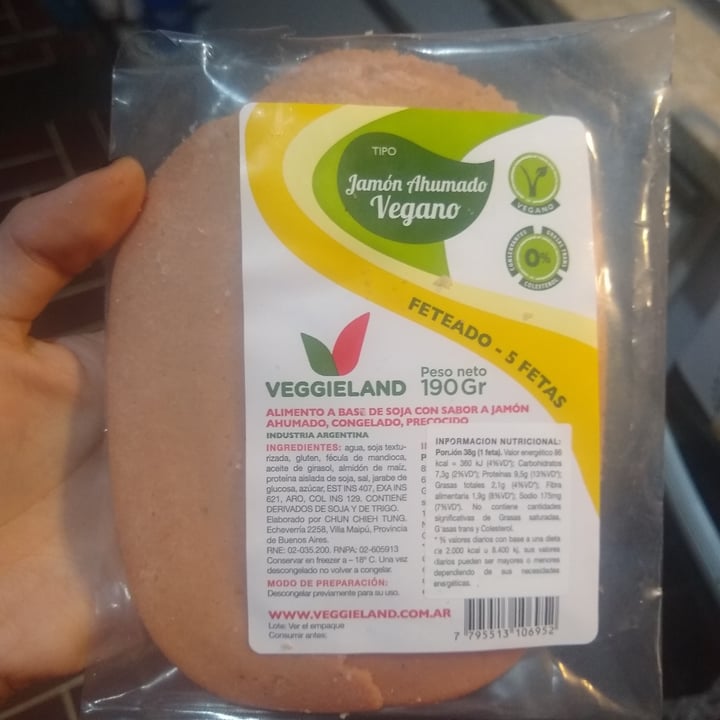 TIPO
Jamón Ahumado
Vegano
VEGANO
CONSERVANTES GRASAS TRANS
0%
COLESTEROL
FETEADO - 5 FETAS
VEGGIELAND
Peso neto
190Gr
ALIMENTO A BASE DE SOJA CON SABOR A JAMÓN
AHUMADO, CONGELADO, PRECOCIDO
INDUSTRIA ARGENTINA
INGREDIENTES: agua, soja textu-
rizada, gluten, fécula de mandioca,
aceite de girasol, almidón de maíz,
proteína aislada de soja, sal, jarabe de
glucosa, azúcar, EST INS 407, EXA INS
621, ARO, COL INS 129. CONTIENE
DERIVADOS DE SOJA Y DE TRIGO.
Elaborado por CHUN CHIEH TUNG.
Echeverría 2258, Villa Maipú, Provincia
de Buenos Aires.
RNE: 02-035.200. RNPA: 02-605913
Conservar en freezer a – 18° C. Una vez
descongelado no volver a congelar.
MODO DE PREPARACIÓN:
Descongelar previamente para su uso.
INFORMACION NUTRICIONAL:
Porción 38g (1 feta). Valor energético 86
kcal = 360 kJ (4%VD*); Carbohidratos
7,3g (2%VD*); Proteínas 9,5g (13%VD*);
Grasas totales 2,1g (4%VD*); Fibra
alimentaria 1,9g (8%VD*); Sodio 175mg
(7%VD*). No contiene cantidades
significativas de Grasas saturadas,
Grasas trans y Colesterol.
* % valores diarios con base a una dieta
de 2.000 kcal u 8.400 kj, sus valores
diarios pueden ser mayores o menores
dependiendo de sus necesidades
energéticas.
WWW.VEGGIELAND.COM.AR
Lote: Ver el empaque
Consumir antes:
7 795513 106952